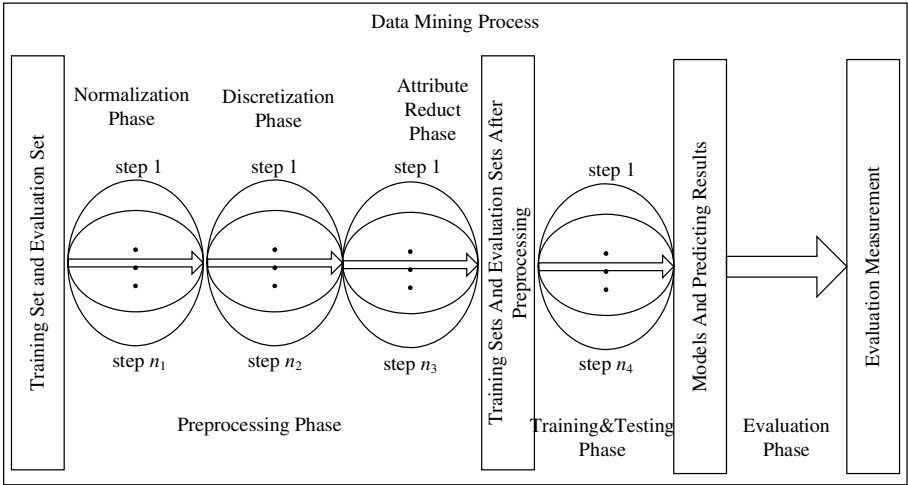 Data Mining Process
Training Set and Evaluation Set
Normalization
Phase
Discretization
Phase
Attribute
Reduct
Phase
step 1
step 1
step 1
step n₁
step n₂
step n₃
Preprocessing Phase
Training Sets And Evaluation Sets After
Preprocessing
step 1
step n₄
Training&Testing
Phase
Models And Predicting Results
Evaluation
Phase
Evaluation Measurement